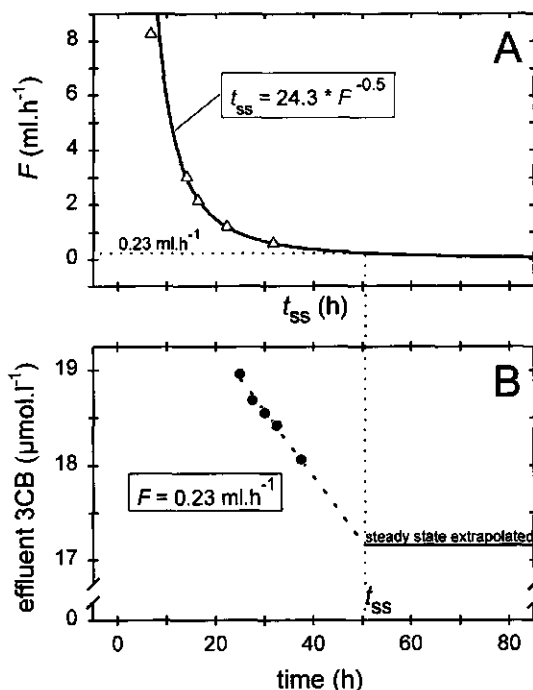 A
8
6
4
2
0
F (ml.h⁻¹)
t_ss = 24.3 * F^-0.5
0.23 ml.h⁻¹
t_ss (h)
B
19
18
17
0
effluent 3CB (µmol.l⁻¹)
F = 0.23 ml.h⁻¹
steady state extrapolated
t_ss
0 20 40 60 80
time (h)